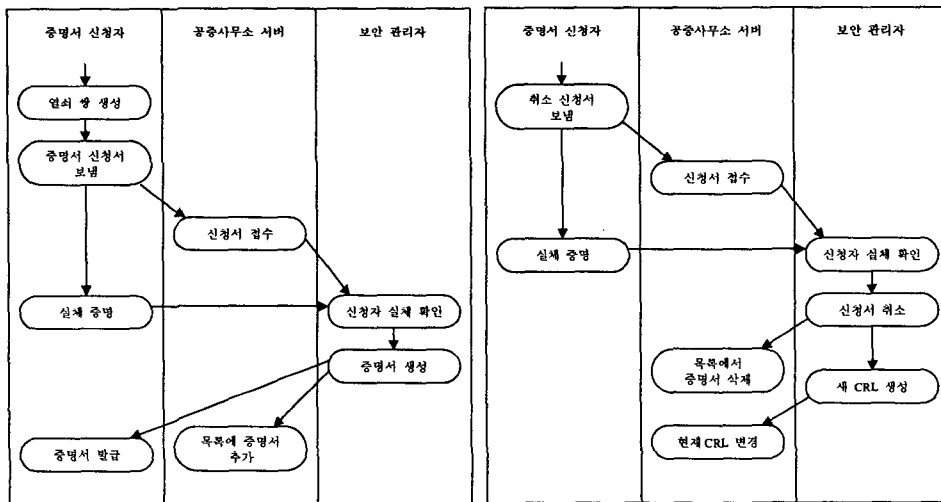 증명서 신청자
공증사무소 서버
보안 관리자
열쇠 쌍 생성
증명서 신청서
보냄
신청서 접수
실체 증명
신청자 실체 확인
증명서 생성
증명서 발급
목록에 증명서
추가
증명서 신청자
공증사무소 서버
보안 관리자
취소 신청서
보냄
신청서 접수
실체 증명
신청자 실체 확인
신청서 취소
목록에서
증명서 삭제
새 CRL 생성
현재 CRL 변경